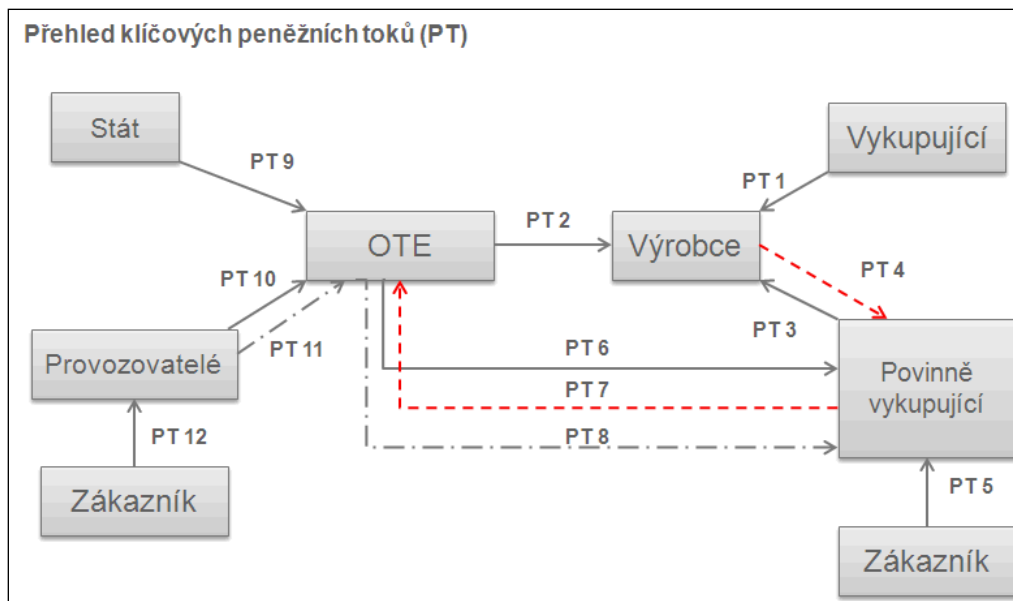 Přehled klíčových peněžních toků (PT)
Stát
Vykupující
PT 9
PT 1
OTE
PT 2
Výrobce
PT 4
PT 10
PT 3
PT 11
Provozovatelé
PT 6
Povinně
vykupující
PT 7
PT 12
PT 8
Zákazník
PT 5
Zákazník